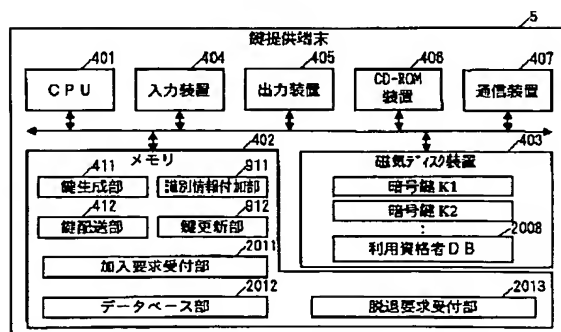 5
鍵提供端末
401
404
405
406
407
CPU
入力装置
出力装置
CD-ROM
装置
通信装置
402
403
メモリ
磁気ディスク装置
411
911
鍵生成部
識別情報付加部
暗号鍵K1
412
912
鍵配送部
鍵更新部
暗号鍵K2
:
2011
2008
加入要求受付部
利用資格者DB
2012
2013
データベース部
脱退要求受付部